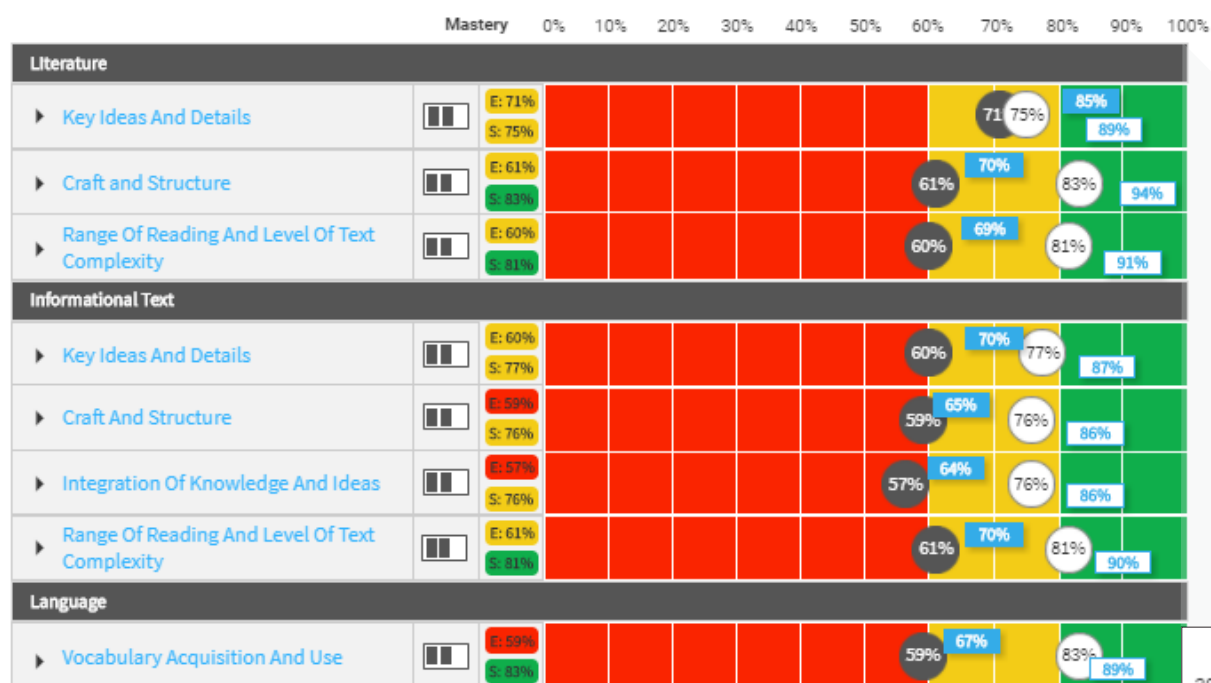 Mastery 0% 10% 20% 30% 40% 50% 60% 70% 80% 90% 100%
Literature
Key Ideas And Details
E: 71%
S: 75%
71 75% 85%
89%
Craft and Structure
E: 61%
S: 83%
61% 70% 83% 94%
Range Of Reading And Level Of Text
Complexity
E: 60%
S: 81%
60% 69% 81% 91%
Informational Text
Key Ideas And Details
E: 60%
S: 77%
60% 70% 77% 87%
Craft And Structure
E: 59%
S: 76%
59% 65% 76% 86%
Integration Of Knowledge And Ideas
E: 57%
S: 76%
57% 64% 76% 86%
Range Of Reading And Level Of Text
Complexity
E: 61%
S: 81%
61% 70% 81% 90%
Language
Vocabulary Acquisition And Use
E: 59%
S: 83%
59% 67% 83% 89%